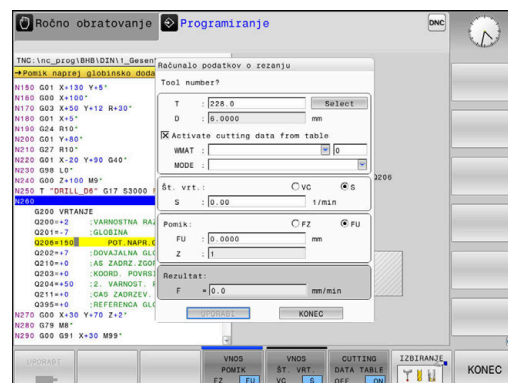 Ročno obratovanje
Programiranje
DNC
TNC:\nc_prog\BHB\DIN\1_Gesen
→Pomik naprej globinsko doda
N150 G01 X+130 Y+5*
N160 G00 X+100*
N170 G03 X+50 Y+12 R+30*
N180 G01 X+5*
N190 G24 R10*
N200 G01 Y+80*
N210 G27 R10*
N220 G01 X-20 Y+90 G40*
N230 G98 L0*
N240 G00 Z+100 M9*
N250 T "DRILL_D6" G17 S3000
N260
G200 VRTANJE
Q200=+2 ;VARNOSTNA RAZ
Q201=-7 ;GLOBINA
Q206=150 POT.NAPR.G
Q202=+7 ;DOVAJALNA GLO
Q210=+0 ;AS ZADRZ.ZGOR
Q203=+0 ;KOORD. POVRSI
Q204=+50 ;2. VARNOST. R
Q211=+0 ;CAS ZADRZEV.
Q395=+0 ;REFERENCA GLO
N270 G00 X+30 Y+70 Z+2*
N280 G79 M8*
N290 G00 G91 X+30 M99*
Računalo podatkov o rezanju
Tool number?
T : 228.0 Select
D : 6.0000 mm
Activate cutting data from table
WMAT : 0
MODE :
Št. vrt.: VC S
S : 0.00 1/min
Pomik: FZ FU
FU : 0.0000 mm
Z : 1
Rezultat:
F = 0.0 mm/min
UPORABI KONEC
Q206
UPORABI
VNOS
POMIK
FZ FU
VNOS
ŠT. VRT.
VC S
CUTTING
DATA TABLE
OFF ON
IZBIRANJE
KONEC